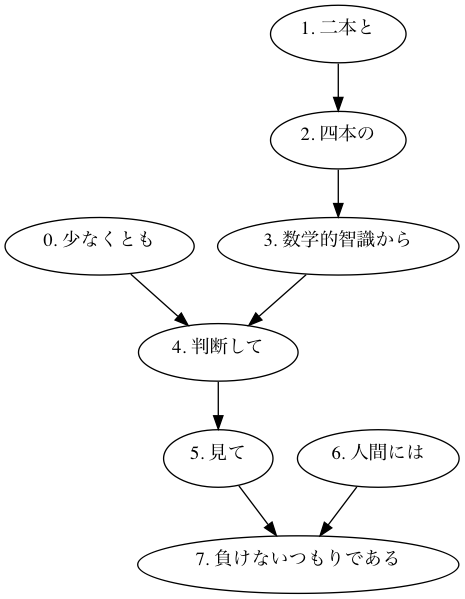 1. 二本と
2. 四本の
0. 少なくとも
3. 数学的智識から
4. 判断して
5. 見て
6. 人間には
7. 負けないつもりである